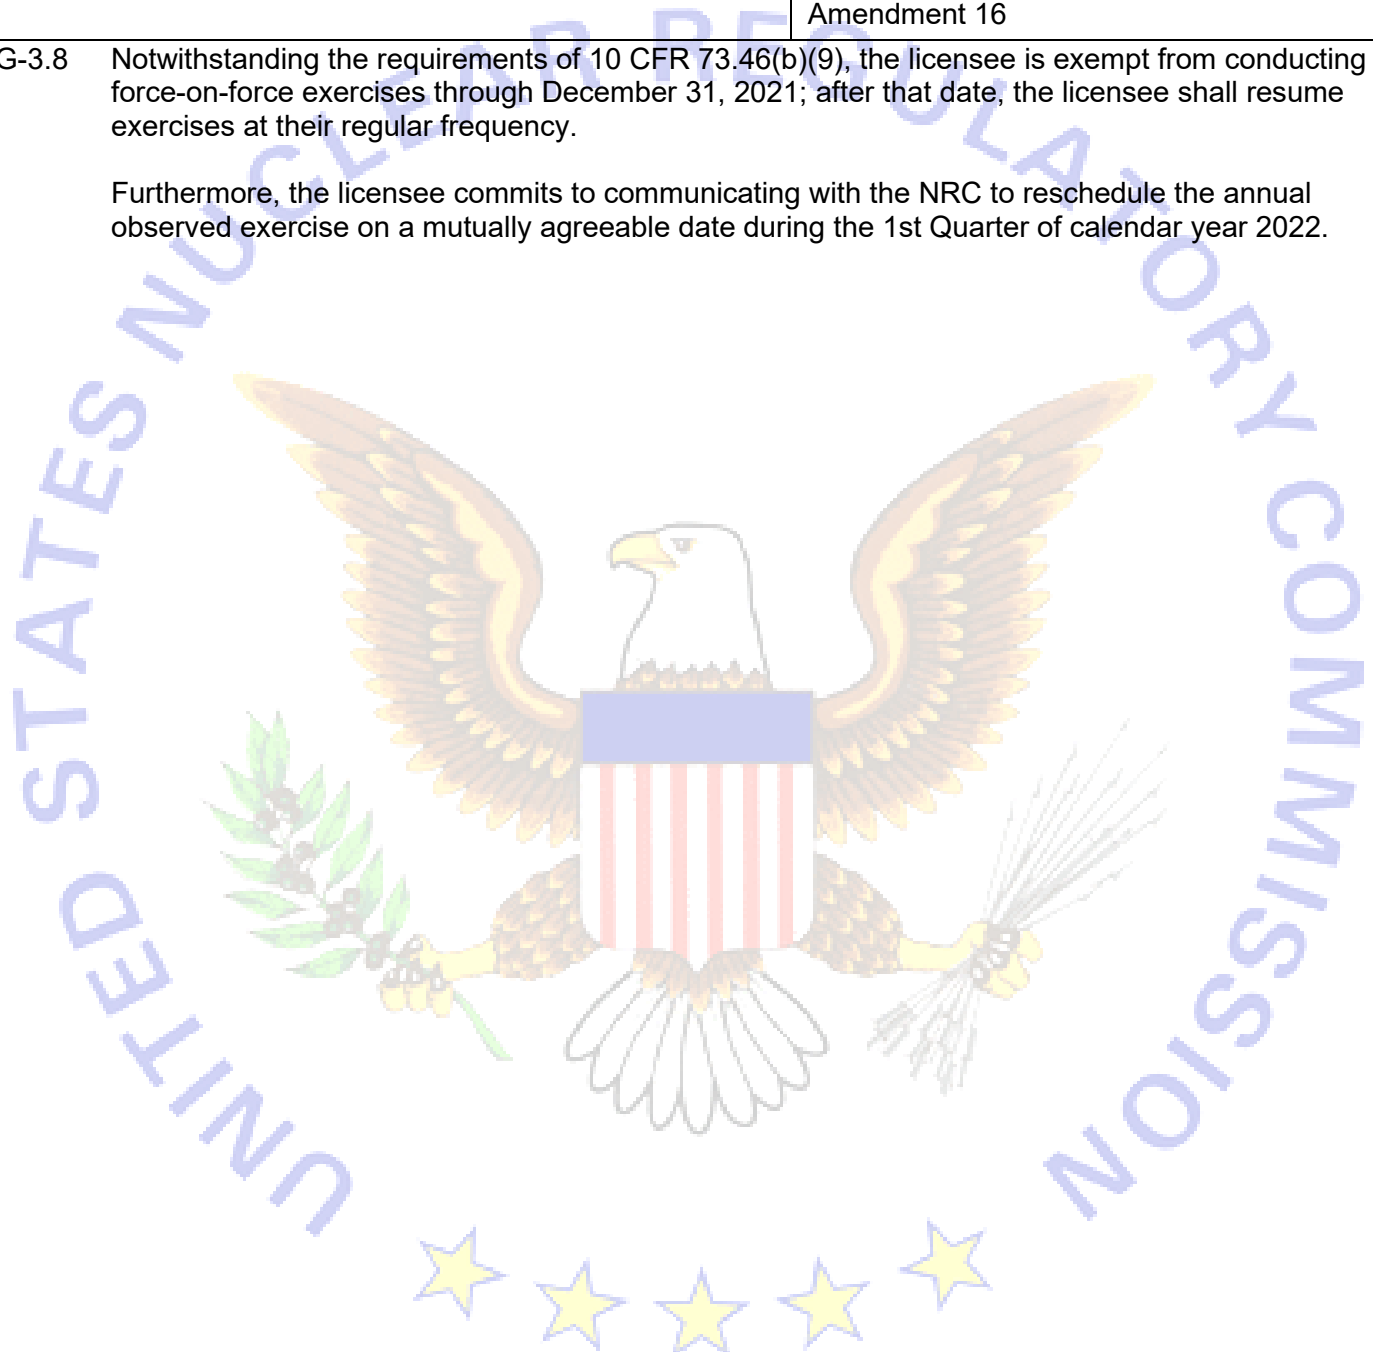 Amendment 16
G-3.8 Notwithstanding the requirements of 10 CFR 73.46(b)(9), the licensee is exempt from conducting
force-on-force exercises through December 31, 2021; after that date, the licensee shall resume
exercises at their regular frequency.
Furthermore, the licensee commits to communicating with the NRC to reschedule the annual
observed exercise on a mutually agreeable date during the 1st Quarter of calendar year 2022.
UNITED STATES NUCLEAR REGULATORY COMMISSION